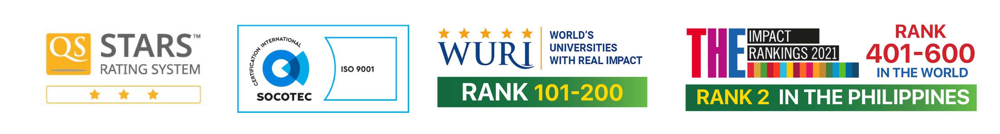 QS
STARS™
RATING SYSTEM
CERTIFICATION INTERNATIONAL
SOCOTEC
ISO 9001
WURI
WORLD'S
UNIVERSITIES
WITH REAL IMPACT
RANK 101-200
THE
IMPACT
RANKINGS 2021
RANK
401-600
IN THE WORLD
RANK 2 IN THE PHILIPPINES